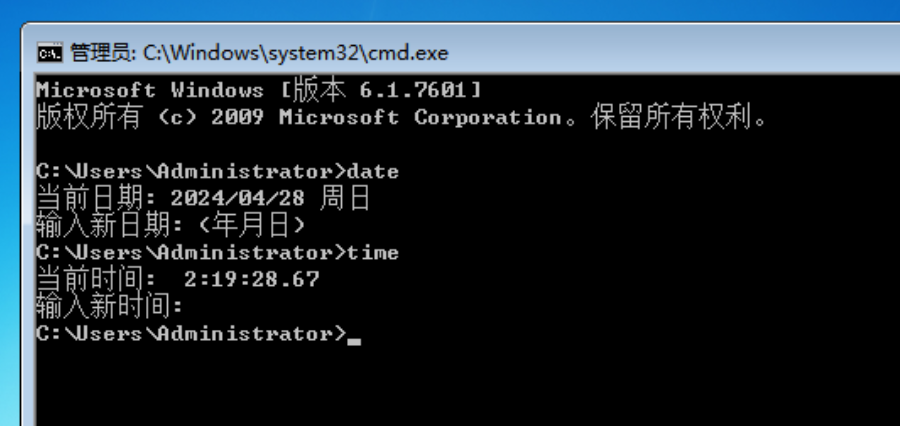 管理员: C:\Windows\system32\cmd.exe
Microsoft Windows [版本 6.1.7601]
版权所有 (c) 2009 Microsoft Corporation。保留所有权利。
C:\Users\Administrator>date
当前日期: 2024/04/28 周日
输入新日期: (年月日)
C:\Users\Administrator>time
当前时间:  2:19:28.67
输入新时间:
C:\Users\Administrator>